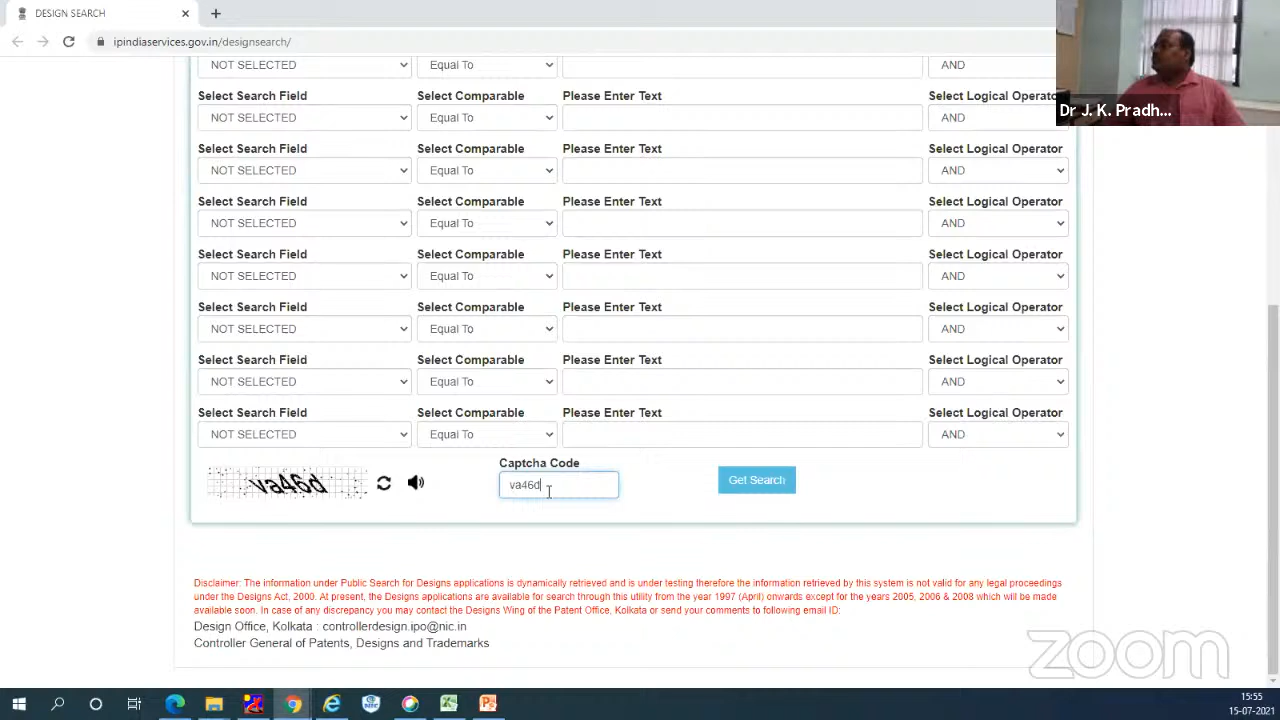 DESIGN SEARCH
ipindiaservices.gov.in/designsearch/
NOT SELECTED Equal To AND
Select Search Field Select Comparable Please Enter Text Select Logical Operator
NOT SELECTED Equal To AND
Select Search Field Select Comparable Please Enter Text Select Logical Operator
NOT SELECTED Equal To AND
Select Search Field Select Comparable Please Enter Text Select Logical Operator
NOT SELECTED Equal To AND
Select Search Field Select Comparable Please Enter Text Select Logical Operator
NOT SELECTED Equal To AND
Select Search Field Select Comparable Please Enter Text Select Logical Operator
NOT SELECTED Equal To AND
Select Search Field Select Comparable Please Enter Text Select Logical Operator
NOT SELECTED Equal To AND
Select Search Field Select Comparable Please Enter Text Select Logical Operator
NOT SELECTED Equal To AND
Captcha Code
va46d va46d Get Search
Disclaimer: The information under Public Search for Designs applications is dynamically retrieved and is under testing therefore the information retrieved by this system is not valid for any legal proceedings
under the Designs Act, 2000. At present, the Designs applications are available for search through this utility from the year 1997 (April) onwards except for the years 2005, 2006 & 2008 which will be made
available soon. In case of any discrepancy you may contact the Designs Wing of the Patent Office, Kolkata or send your comments to following email ID:
Design Office, Kolkata : controllerdesign.ipo@nic.in
Controller General of Patents, Designs and Trademarks
Dr J. K. Pradh...
zoom
15:55
15-07-2021